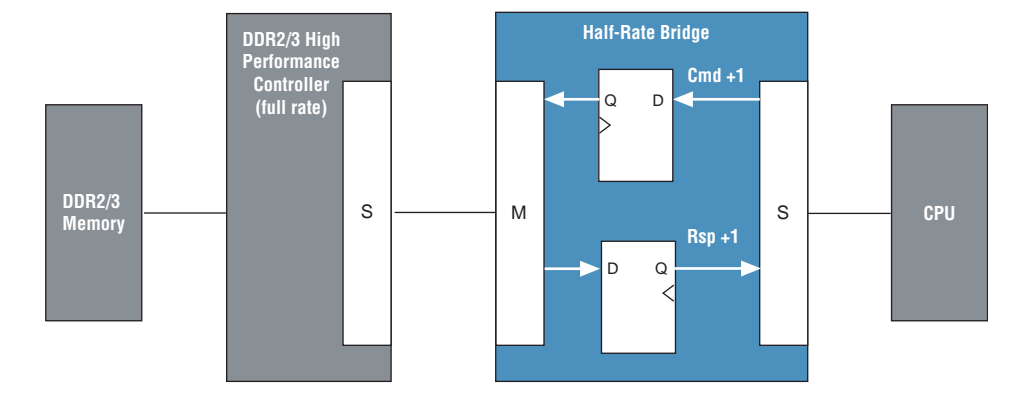 DDR2/3
Memory
DDR2/3 High
Performance
Controller
(full rate)
S
Half-Rate Bridge
M
Cmd +1
Q D
Rsp +1
D Q
S
CPU